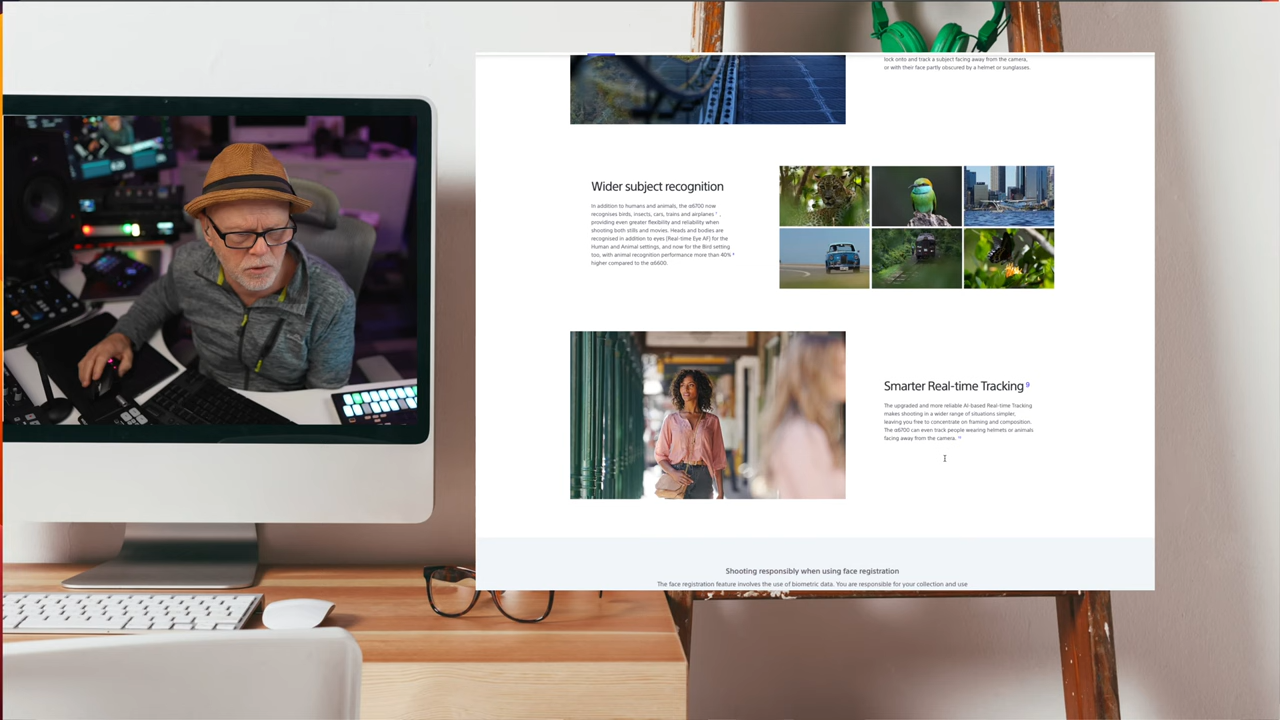 lock onto and track a subject facing away from the camera,
or with their face partly obscured by a helmet or sunglasses.
Wider subject recognition
In addition to humans and animals, the α6700 now
recognises birds, insects, cars, trains and airplanes ,
providing even greater flexibility and reliability when
shooting both stills and movies. Heads and bodies are
recognised in addition to eyes (Real-time Eye AF) for the
Human and Animal settings, and now for the Bird setting
too, with animal recognition performance more than 40%
higher compared to the α6600.
Smarter Real-time Tracking 9
The upgraded and more reliable AI-based Real-time Tracking
makes shooting in a wider range of situations simpler,
leaving you free to concentrate on framing and composition.
The α6700 can even track people wearing helmets or animals
facing away from the camera.
Shooting responsibly when using face registration
The face registration feature involves the use of biometric data. You are responsible for your collection and use